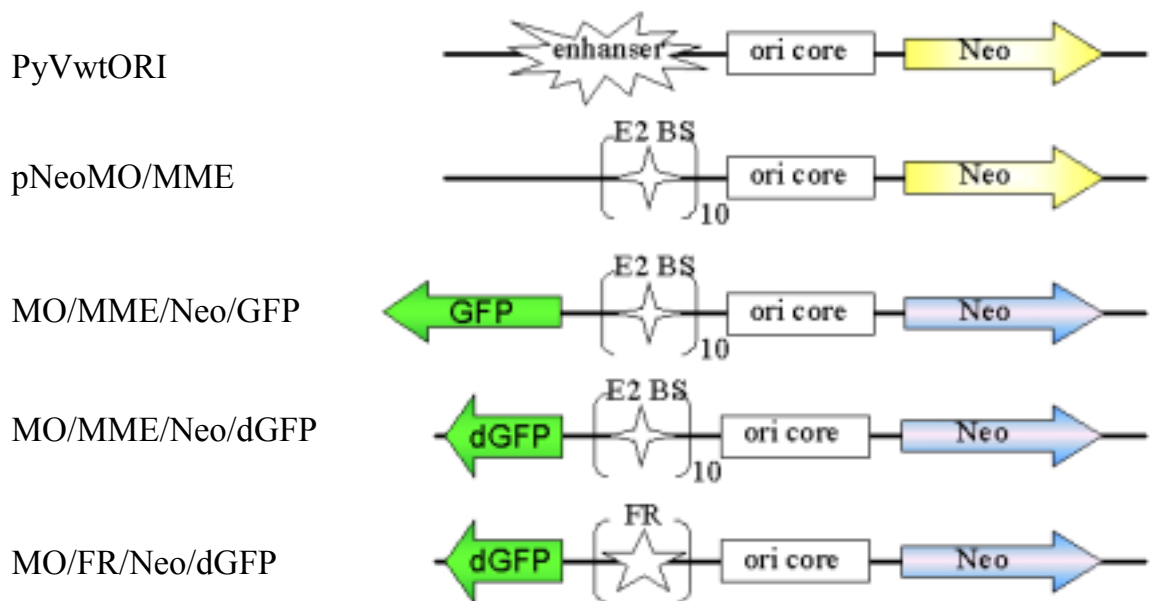 PyVwtORI
enhanser ori core Neo
pNeoMO/MME
E2 BS
ori core Neo
10
MO/MME/Neo/GFP
E2 BS
GFP ori core Neo
10
MO/MME/Neo/dGFP
E2 BS
dGFP ori core Neo
10
MO/FR/Neo/dGFP
FR
dGFP ori core Neo